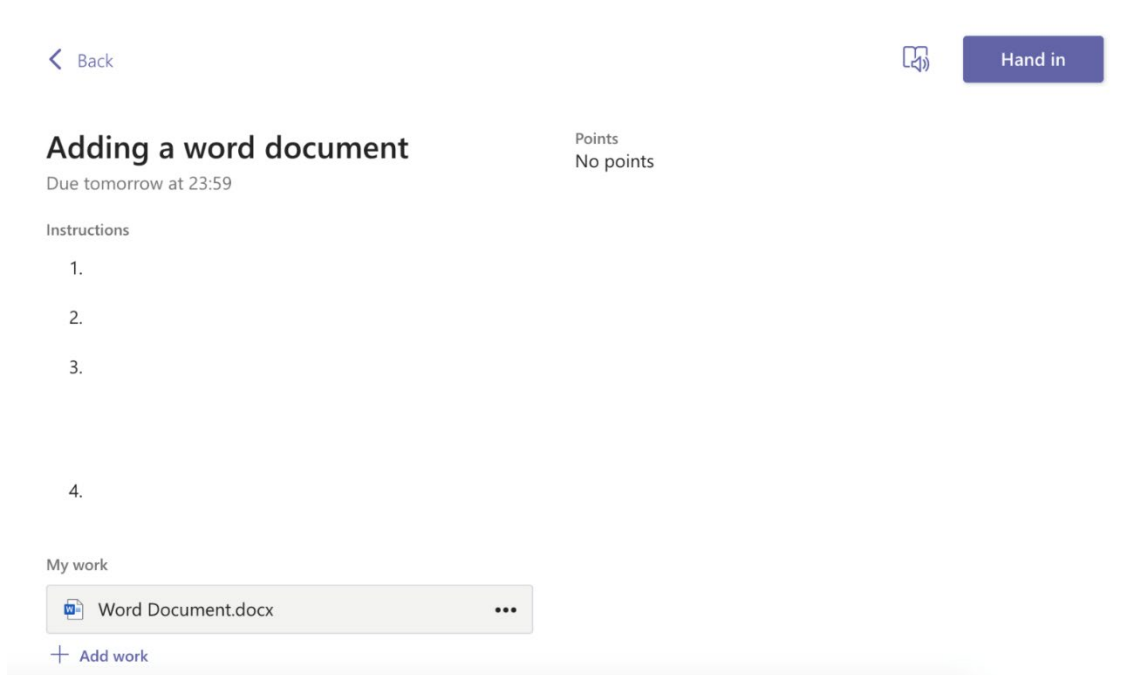 Back
Hand in
Adding a word document
Due tomorrow at 23:59
Points
No points
Instructions
1.
2.
3.
4.
My work
Word Document.docx
Add work